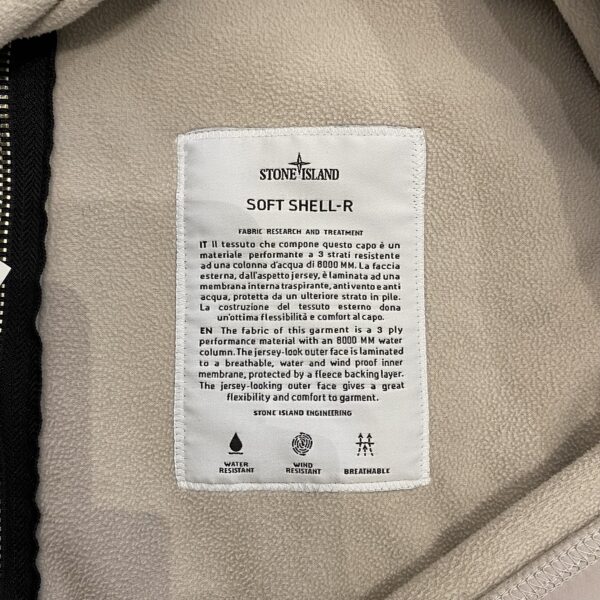 STONE ISLAND
SOFT SHELL-R
FABRIC RESEARCH AND TREATMENT
IT Il tessuto che compone questo capo è un
materiale performante a 3 strati resistente
ad una colonna d'acqua di 8000 MM. La faccia
esterna, dall'aspetto jersey, è laminata ad una
membrana interna traspirante, antivento e anti
acqua, protetta da un ulteriore strato in pile.
La costruzione del tessuto esterno dona
un'ottima flessibilità e comfort al capo.
EN The fabric of this garment is a 3 ply
performance material with an 8000 MM water
column. The jersey-look outer face is laminated
to a breathable, water and wind proof inner
membrane, protected by a fleece backing layer.
The jersey-looking outer face gives a great
flexibility and comfort to garment.
STONE ISLAND ENGINEERING
WATER RESISTANT
WIND RESISTANT
BREATHABLE